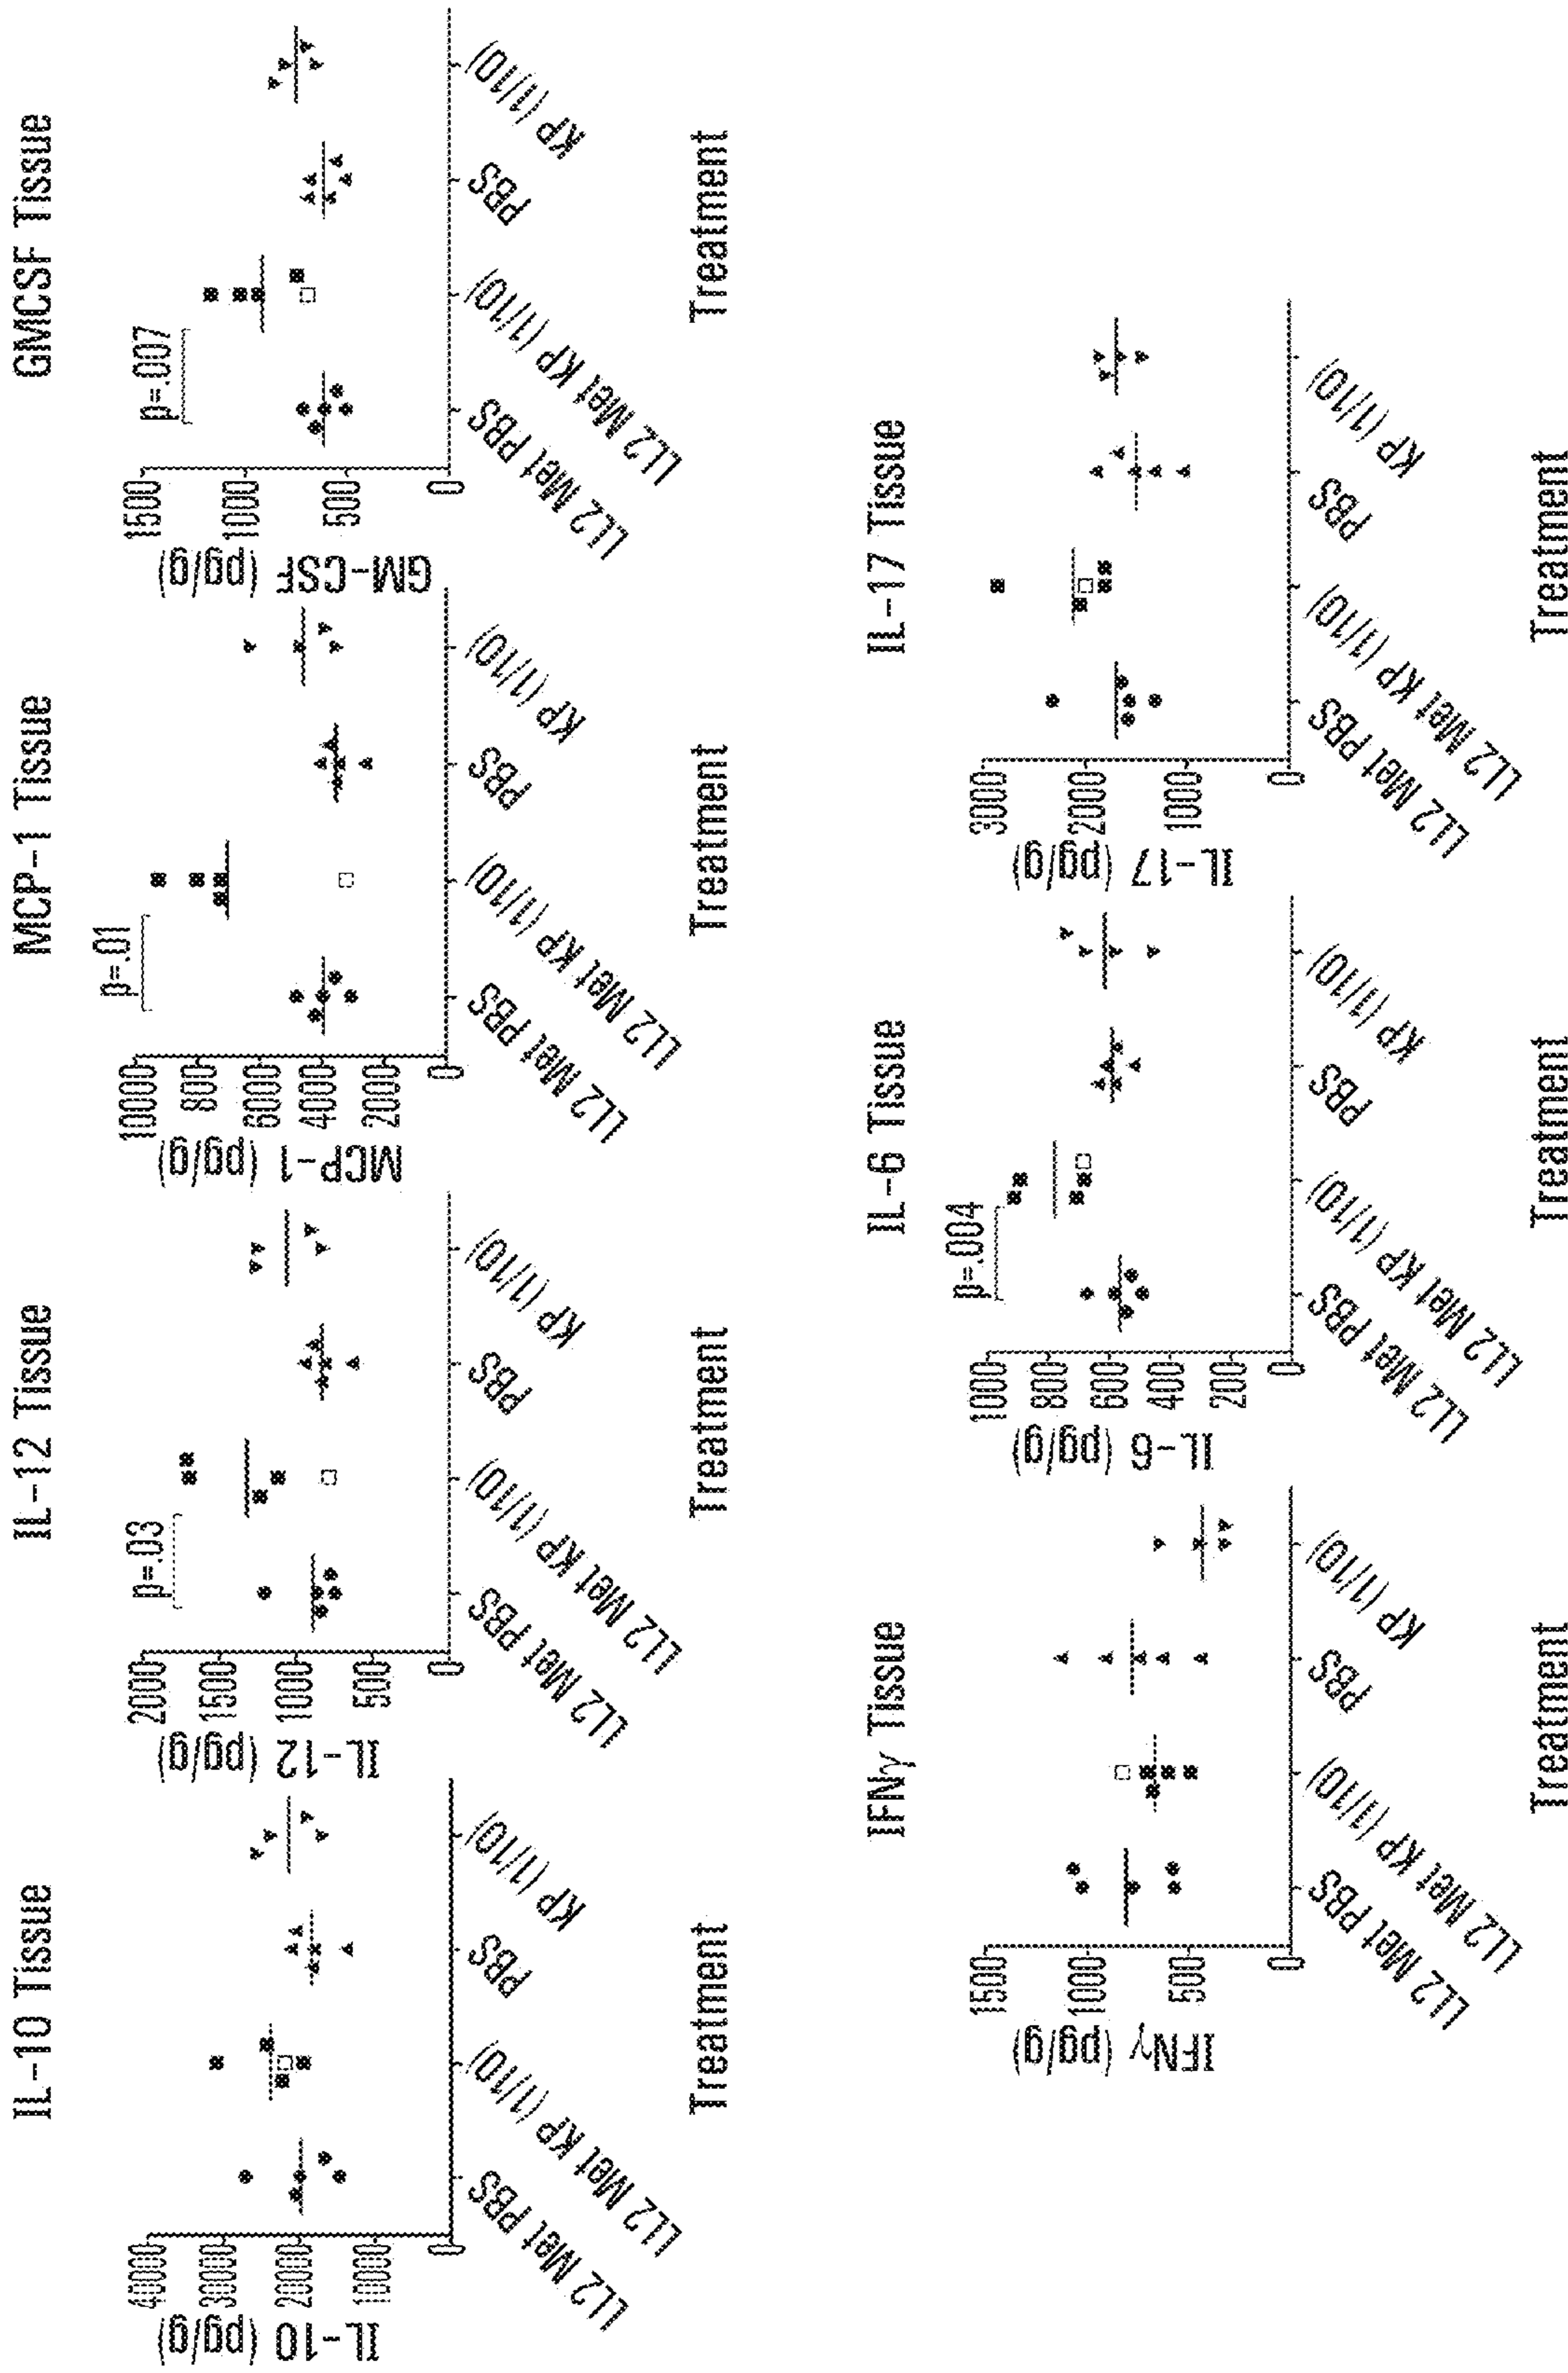 IL-10 Tissue
IL-10 (pg/g)
40000
30000
20000
10000
0
LL2 Met PBS
LL2 Met KP (1/10)
PBS
KP (1/10)
Treatment
IL-12 Tissue
p=.03
IL-12 (pg/g)
2000
1500
1000
500
0
LL2 Met PBS
LL2 Met KP (1/10)
PBS
KP (1/10)
Treatment
MCP-1 Tissue
p=.01
MCP-1 (pg/g)
10000
800
6000
4000
2000
0
LL2 Met PBS
LL2 Met KP (1/10)
PBS
KP (1/10)
Treatment
GMCSF Tissue
p=.007
GM-CSF (pg/g)
1500
1000
500
0
LL2 Met PBS
LL2 Met KP (1/10)
PBS
KP (1/10)
Treatment
IFNγ Tissue
IFNγ (pg/g)
1500
1000
500
0
LL2 Met PBS
LL2 Met KP (1/10)
PBS
KP (1/10)
Treatment
IL-6 Tissue
p=.004
IL-6 (pg/g)
1000
800
600
400
200
0
LL2 Met PBS
LL2 Met KP (1/10)
PBS
KP (1/10)
Treatment
IL-17 Tissue
IL-17 (pg/g)
3000
2000
1000
0
LL2 Met PBS
LL2 Met KP (1/10)
PBS
KP (1/10)
Treatment